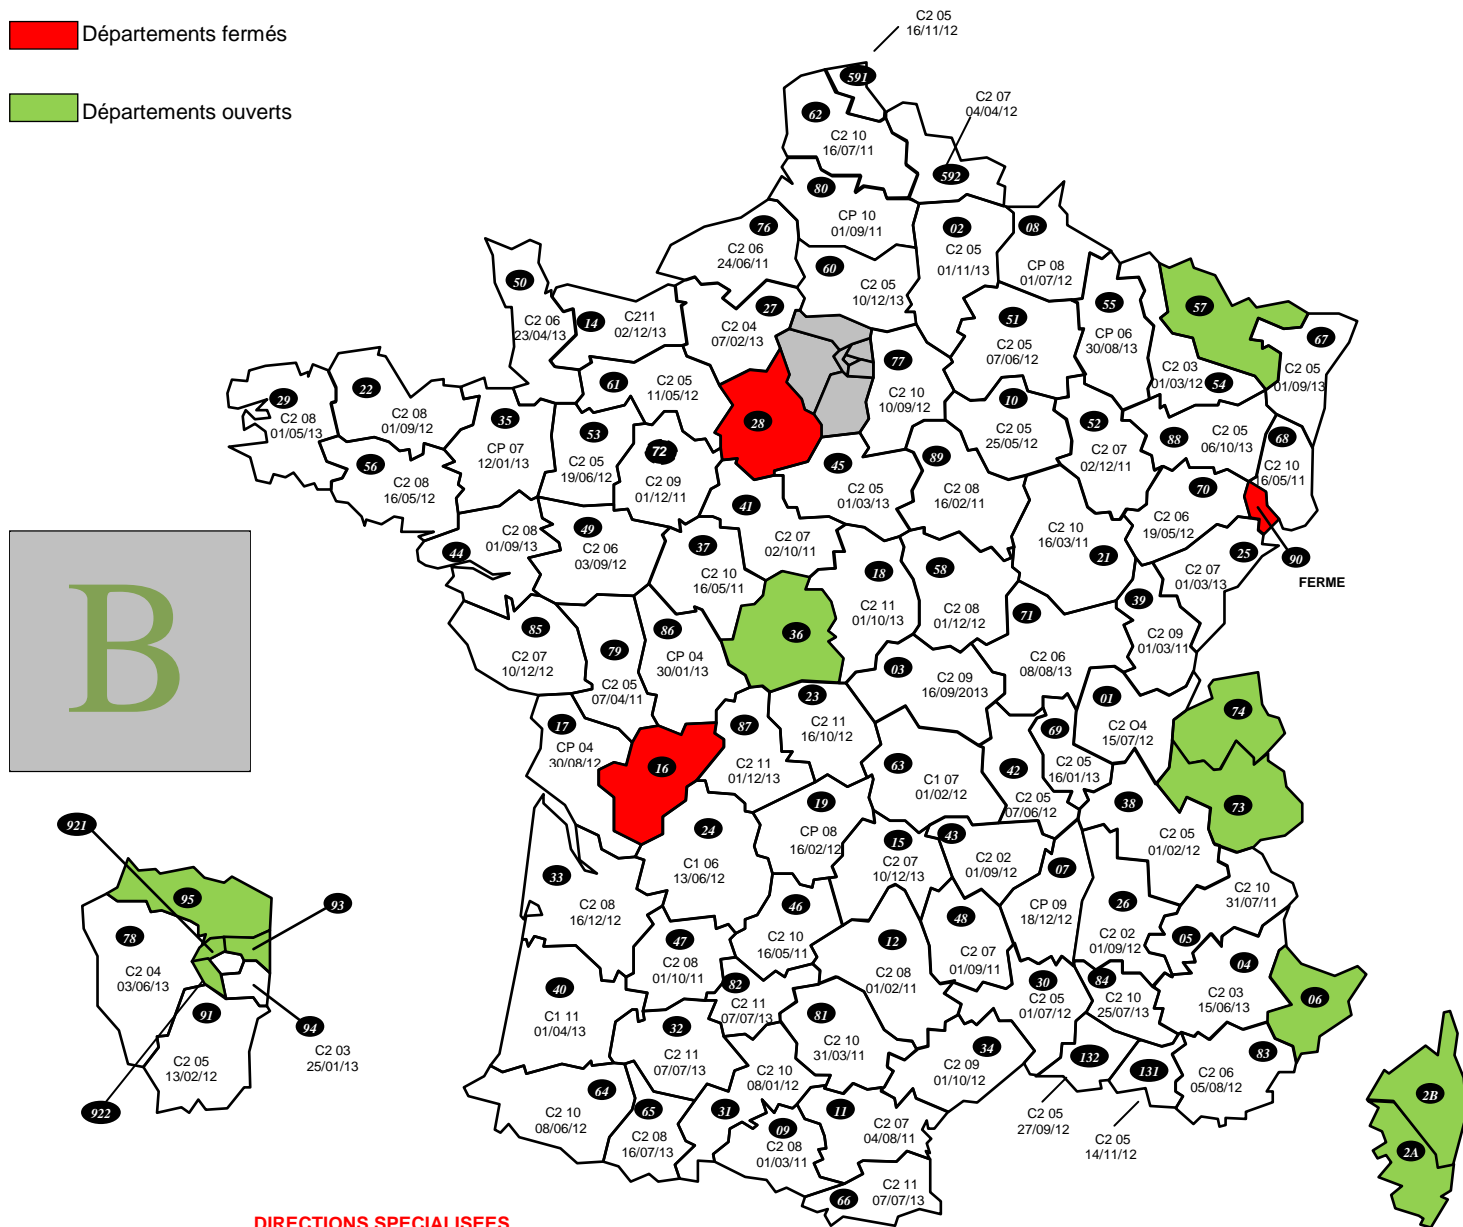 Départements fermés
Départements ouverts
C2 05
16/11/12
591
C2 07
04/04/12
62
C2 10
16/07/11
592
80
CP 10
01/09/11
76
C2 06
24/06/11
02
C2 05
01/11/13
08
CP 08
01/07/12
60
C2 05
10/12/13
50
C2 06
23/04/13
14
C211
02/12/13
27
C2 04
07/02/13
51
C2 05
07/06/12
55
CP 06
30/08/13
57
67
C2 05
01/09/13
C2 03
01/03/12
54
77
C2 10
10/09/12
61
C2 05
11/05/12
29
C2 08
01/05/13
22
C2 08
01/09/12
35
CP 07
12/01/13
53
C2 05
19/06/12
72
C2 09
01/12/11
28
10
C2 05
25/05/12
52
C2 07
02/12/11
88
C2 05
06/10/13
68
C2 10
16/05/11
56
C2 08
16/05/12
45
C2 05
01/03/13
89
C2 08
16/02/11
70
C2 06
19/05/12
41
C2 07
02/10/11
44
C2 08
01/09/13
49
C2 06
03/09/12
37
C2 10
16/05/11
C2 10
16/03/11
21
25
C2 07
01/03/13
90
FERME
18
C2 11
01/10/13
58
C2 08
01/12/12
B
39
C2 09
01/03/11
85
C2 07
10/12/12
79
C2 05
07/04/11
86
CP 04
30/01/13
36
71
C2 06
08/08/13
03
C2 09
16/09/2013
23
C2 11
16/10/12
01
C2 O4
15/07/12
74
17
CP 04
30/08/12
16
87
C2 11
01/12/13
63
C1 07
01/02/12
42
C2 05
07/06/12
69
C2 05
16/01/13
73
38
C2 05
01/02/12
19
CP 08
16/02/12
24
C1 06
13/06/12
15
C2 07
10/12/13
43
C2 02
01/09/12
07
CP 09
18/12/12
921
95
93
33
C2 08
16/12/12
46
C2 10
16/05/11
48
C2 07
01/09/11
26
C2 02
01/09/12
C2 10
31/07/11
05
78
C2 04
03/06/13
47
C2 08
01/10/11
12
C2 08
01/02/11
04
C2 03
15/06/13
06
40
C1 11
01/04/13
82
C2 11
07/07/13
30
C2 05
01/07/12
84
C2 10
25/07/13
91
C2 05
13/02/12
94
C2 03
25/01/13
922
32
C2 11
07/07/13
81
C2 10
31/03/11
34
C2 09
01/10/12
132
C2 05
27/09/12
131
C2 05
14/11/12
83
C2 06
05/08/12
64
C2 10
08/06/12
65
C2 08
16/07/13
C2 10
08/01/12
31
09
C2 08
01/03/11
11
C2 07
04/08/11
2B
2A
66
C2 11
07/07/13
DIRECTIONS SPECIALISEES